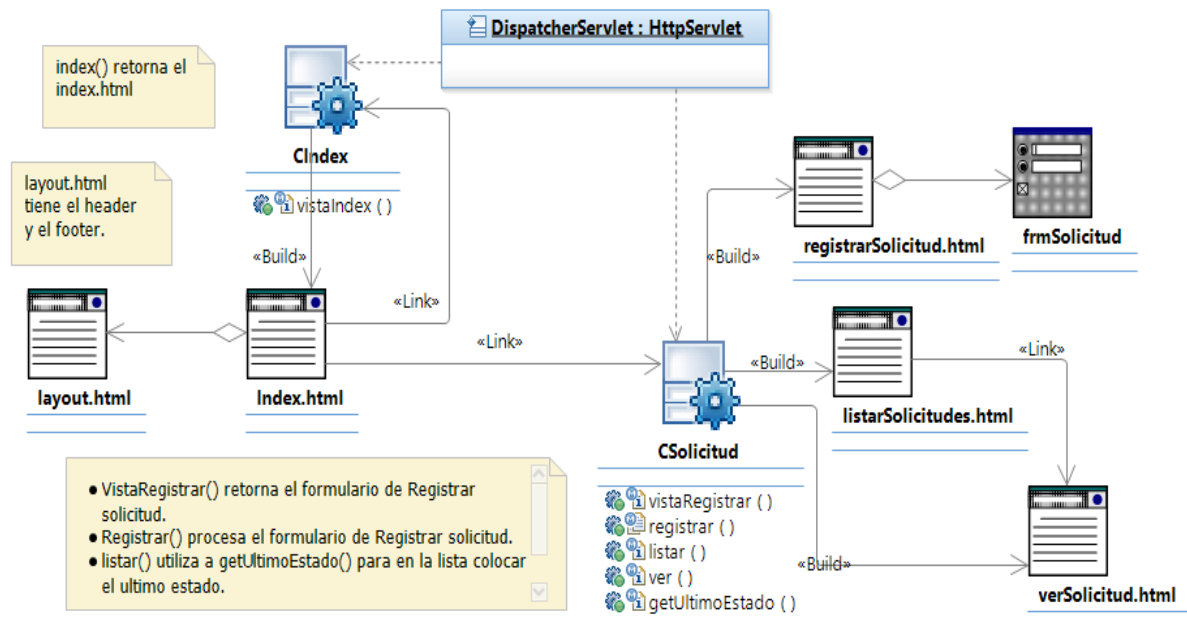 DispatcherServlet : HttpServlet
index() retorna el
index.html
CIndex
vistaIndex ( )
layout.html
tiene el header
y el footer.
«Build»
«Link»
«Link»
layout.html
Index.html
«Build»
registrarSolicitud.html
frmSolicitud
«Build»
listarSolicitudes.html
«Link»
CSolicitud
vistaRegistrar ( )
registrar ( )
listar ( )
ver ( )
getUltimoEstado ( )
«Build»
verSolicitud.html
● VistaRegistrar() retorna el formulario de Registrar
solicitud.
● Registrar() procesa el formulario de Registrar solicitud.
● listar() utiliza a getUltimoEstado() para en la lista colocar
el ultimo estado.